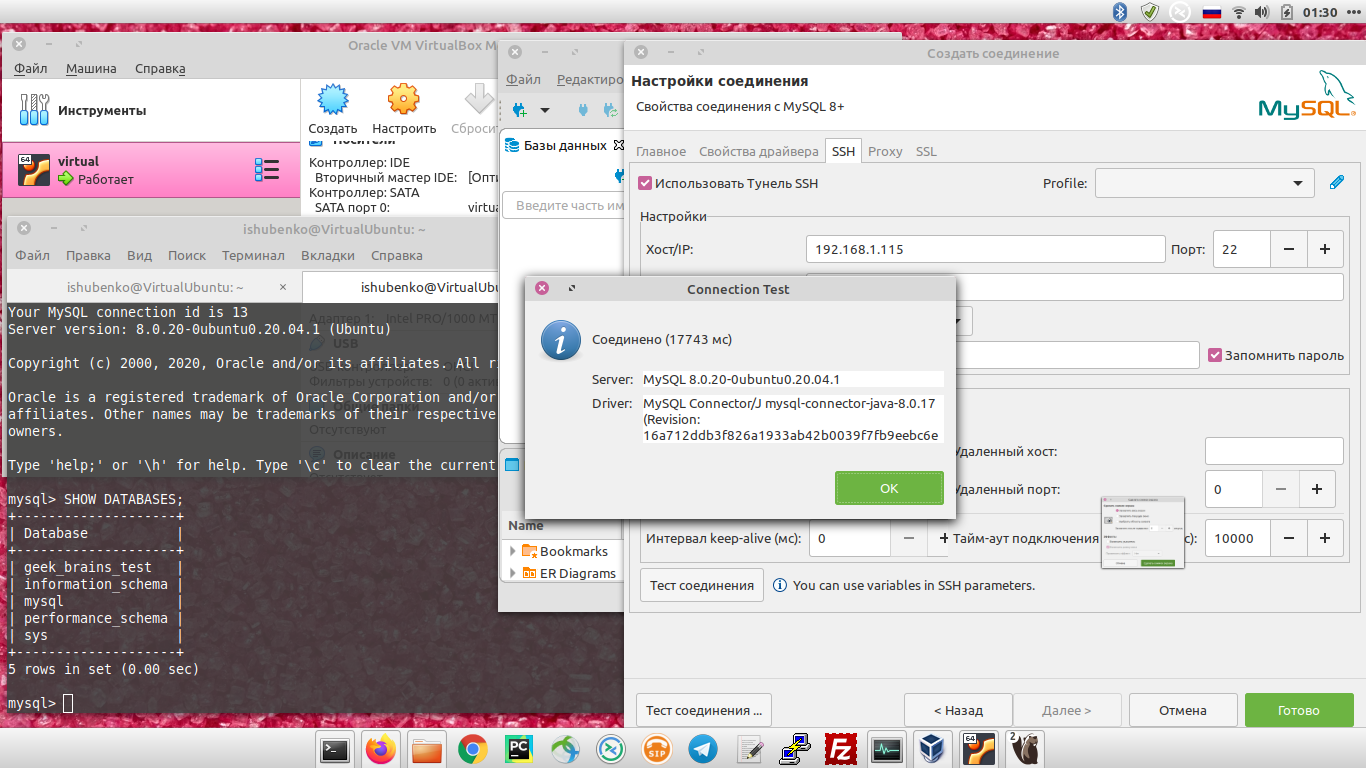 01:30
Oracle VM VirtualBox M
Файл Машина Справка
Инструменты
Создать Настроить Сбросит
64 virtual
Работает
Носители
Контроллер: IDE
Вторичный мастер IDE: [Опти
Контроллер: SATA
SATA порт 0: virtua
Файл Редактиро
Базы данных
Введите часть им
Name
Bookmarks
ER Diagrams
Создать соединение
Настройки соединения
Свойства соединения с MySQL 8+
MySQL
Главное Свойства драйвера SSH Proxy SSL
Использовать Тунель SSH Profile:
Настройки
Хост/IP: 192.168.1.115 Порт: 22
Запомнить пароль
Удаленный хост:
Удаленный порт: 0
Интервал keep-alive (мс): 0 Тайм-аут подключения с): 10000
Тест соединения You can use variables in SSH parameters.
Тест соединения ... < Назад Далее > Отмена Готово
Connection Test
Соединено (17743 мс)
Server: MySQL 8.0.20-0ubuntu0.20.04.1
Driver: MySQL Connector/J mysql-connector-java-8.0.17
(Revision:
16a712ddb3f826a1933ab42b0039f7fb9eebc6e
OK
ishubenko@VirtualUbuntu: ~
Файл Правка Вид Поиск Терминал Вкладки Справка
ishubenko@VirtualUbuntu: ~ × ishubenko@VirtualUbu
Your MySQL connection id is 13
Адаптер 1: Intel PRO/1000 MT
Server version: 8.0.20-0ubuntu0.20.04.1 (Ubuntu)
USB
Copyright (c) 2000, 2020, Oracle and/or its affiliates. All r
Фильтры устройств: 0 (0 актив
Oracle is a registered trademark of Oracle Corporation and/or
affiliates. Other names may be trademarks of their respective
owners.
Отсутствуют
Описание
Type 'help;' or '\h' for help. Type '\c' to clear the current
mysql> SHOW DATABASES;
+--------------------+
| Database           |
+--------------------+
| geek_brains_test   |
| information_schema |
| mysql              |
| performance_schema |
| sys                |
+--------------------+
5 rows in set (0.00 sec)
mysql>
PC SIP Fz 64 2